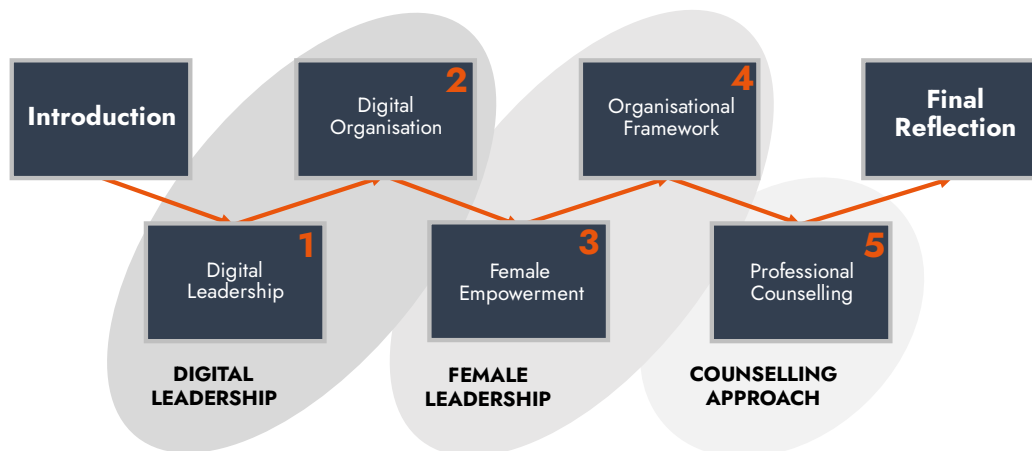 Introduction
1
Digital
Leadership
2
Digital
Organisation
3
Female
Empowerment
4
Organisational
Framework
5
Professional
Counselling
Final
Reflection
DIGITAL
LEADERSHIP
FEMALE
LEADERSHIP
COUNSELLING
APPROACH